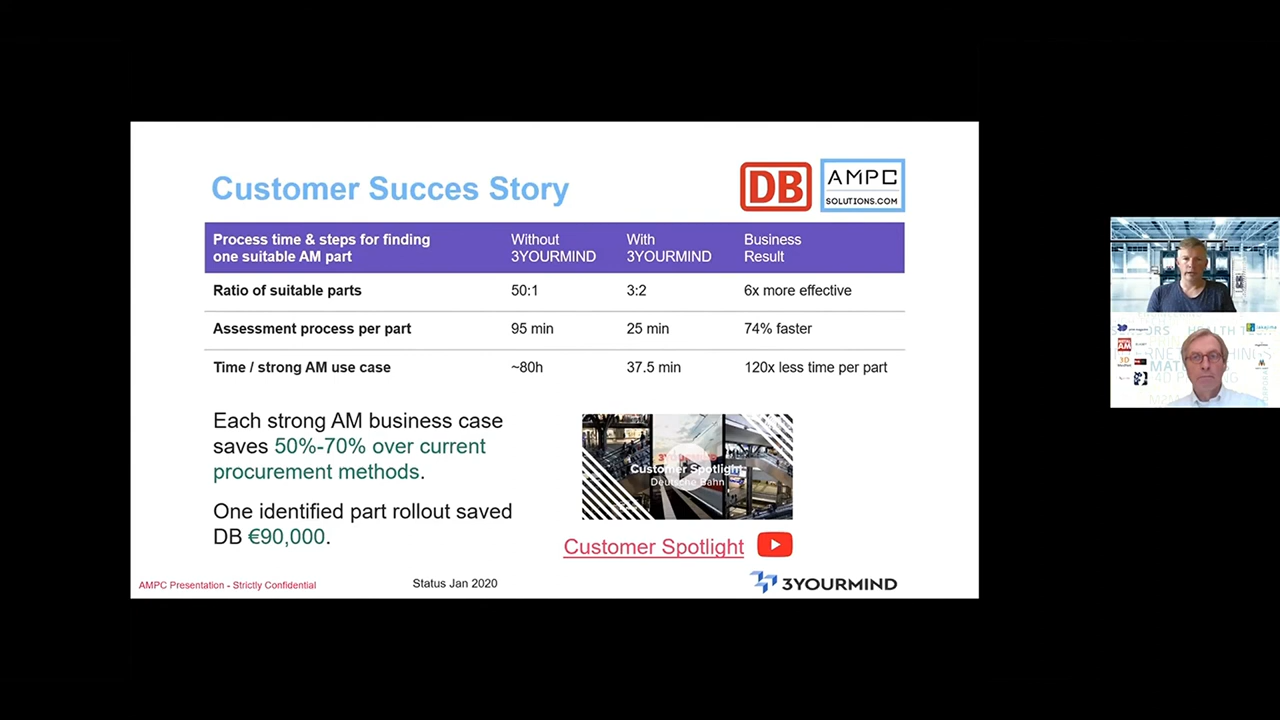 Customer Succes Story
DB
AMPC
SOLUTIONS.COM
Process time & steps for finding
one suitable AM part
Without
3YOURMIND
With
3YOURMIND
Business
Result
Ratio of suitable parts 50:1 3:2 6x more effective
Assessment process per part 95 min 25 min 74% faster
Time / strong AM use case ~80h 37.5 min 120x less time per part
Each strong AM business case
saves 50%-70% over current
procurement methods.
One identified part rollout saved
DB €90,000.
Customer Spotlight
Deutsche Bahn
Customer Spotlight
AMPC Presentation - Strictly Confidential
Status Jan 2020
3YOURMIND